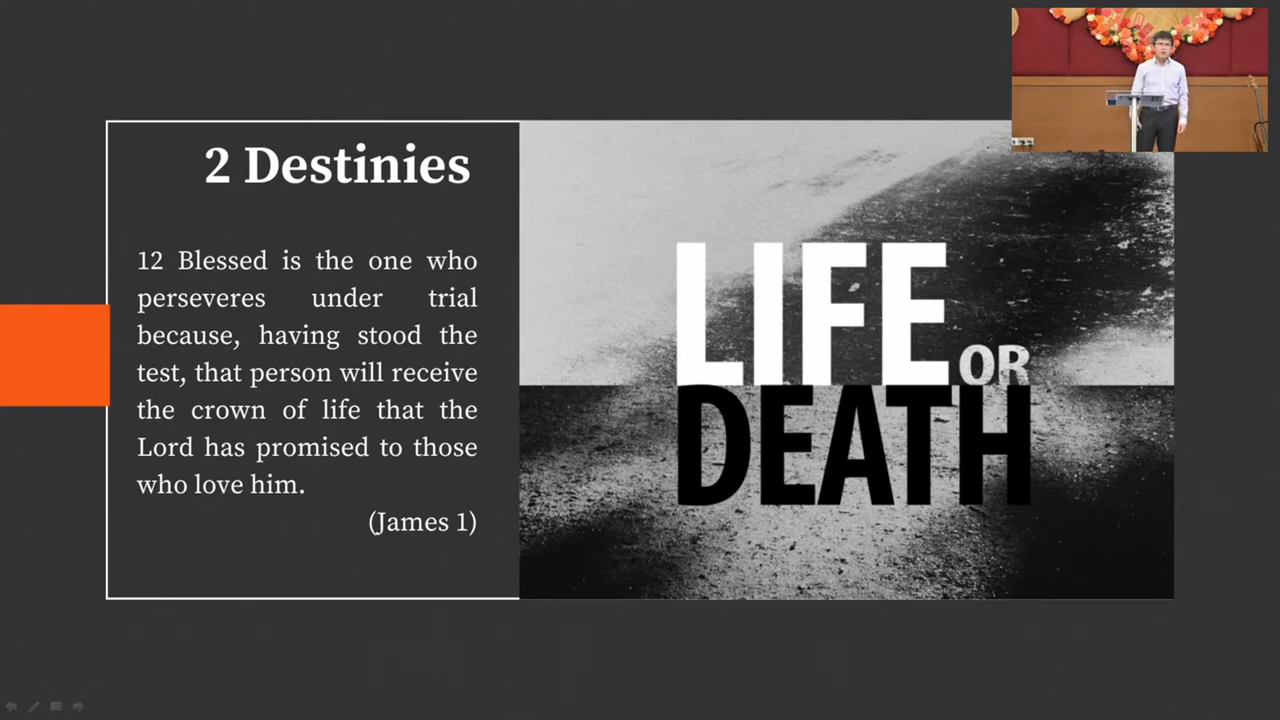 2 Destinies
12 Blessed is the one who
perseveres under trial
because, having stood the
test, that person will receive
the crown of life that the
Lord has promised to those
who love him.
(James 1)
LIFE
OR
DEATH